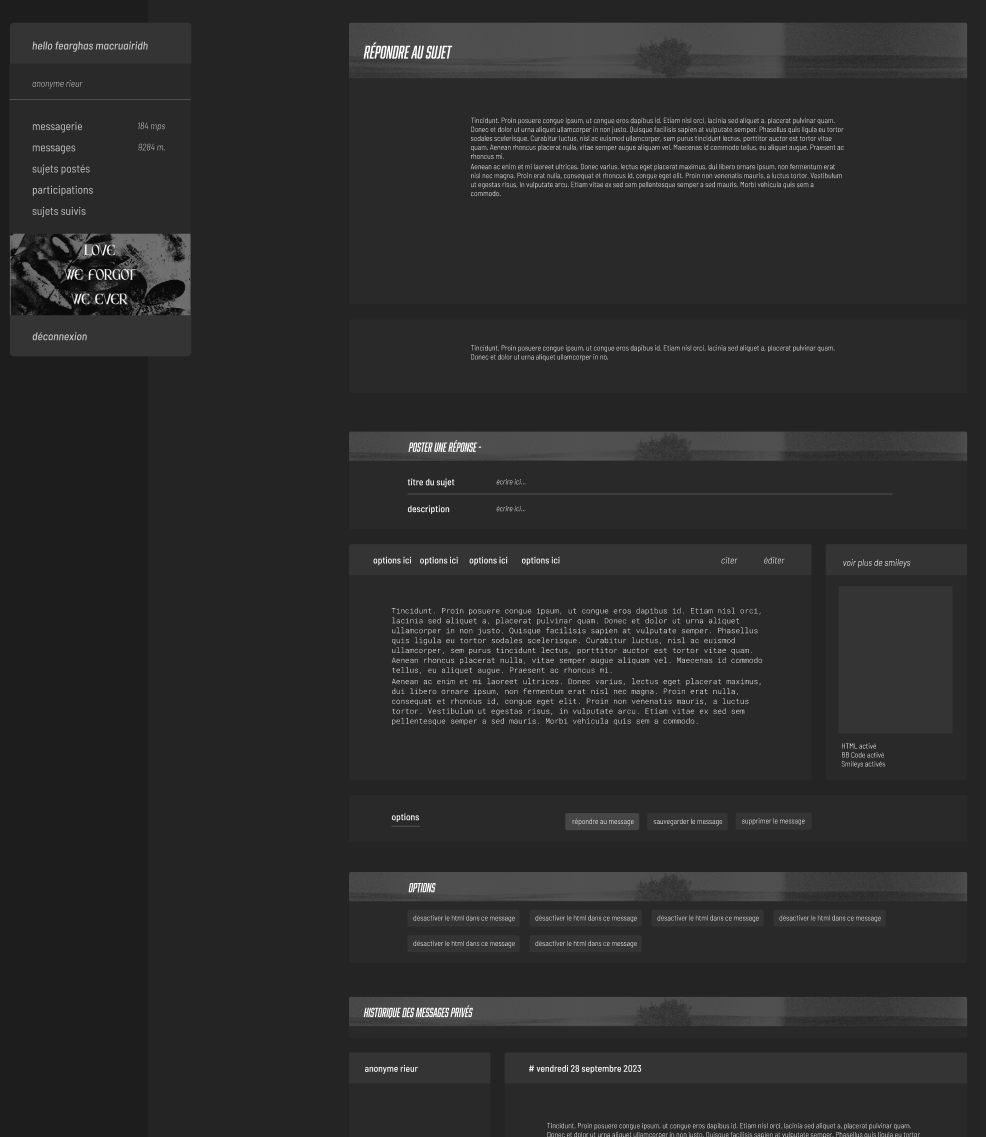 hello fearghas macruairidh
anonyme rieur
messagerie 184 mps
messages 9284 m.
sujets postés
participations
sujets suivis
LOVE
WE FORGOT
WE EVER
déconnexion
RÉPONDRE AU SUJET
Tincidunt. Proin posuere congue ipsum, ut congue eros dapibus id. Etiam nisl orci, lacinia sed aliquet a, placerat pulvinar quam.
Donec et dolor ut urna aliquet ullamcorper in non justo. Quisque facilisis sapien at vulputate semper. Phasellus quis ligula eu tortor
sodales scelerisque. Curabitur luctus, nisl ac euismod ullamcorper, sem purus tincidunt lectus, porttitor auctor est tortor vitae
quam. Aenean rhoncus placerat nulla, vitae semper augue aliquam vel. Maecenas id commodo tellus, eu aliquet augue. Praesent ac
rhoncus mi.
Aenean ac enim et mi laoreet ultrices. Donec varius, lectus eget placerat maximus, dui libero ornare ipsum, non fermentum erat
nisl nec magna. Proin erat nulla, consequat et rhoncus id, congue eget elit. Proin non venenatis mauris, a luctus tortor. Vestibulum
ut egestas risus, in vulputate arcu. Etiam vitae ex sed sem pellentesque semper a sed mauris. Morbi vehicula quis sem a
commodo.
Tincidunt. Proin posuere congue ipsum, ut congue eros dapibus id. Etiam nisl orci, lacinia sed aliquet a, placerat pulvinar quam.
Donec et dolor ut urna aliquet ullamcorper in no.
POSTER UNE RÉPONSE -
titre du sujet écrire ici...
description écrire ici...
options ici options ici options ici options ici citer éditer
voir plus de smileys
Tincidunt. Proin posuere congue ipsum, ut congue eros dapibus id. Etiam nisl orci,
lacinia sed aliquet a, placerat pulvinar quam. Donec et dolor ut urna aliquet
ullamcorper in non justo. Quisque facilisis sapien at vulputate semper. Phasellus
quis ligula eu tortor sodales scelerisque. Curabitur luctus, nisl ac euismod
ullamcorper, sem purus tincidunt lectus, porttitor auctor est tortor vitae quam.
Aenean rhoncus placerat nulla, vitae semper augue aliquam vel. Maecenas id commodo
tellus, eu aliquet augue. Praesent ac rhoncus mi.
Aenean ac enim et mi laoreet ultrices. Donec varius, lectus eget placerat maximus,
dui libero ornare ipsum, non fermentum erat nisl nec magna. Proin erat nulla,
consequat et rhoncus id, congue eget elit. Proin non venenatis mauris, a luctus
tortor. Vestibulum ut egestas risus, in vulputate arcu. Etiam vitae ex sed sem
pellentesque semper a sed mauris. Morbi vehicula quis sem a commodo.
HTML activé
BB Code activé
Smileys activés
options
répondre au message sauvegarder le message supprimer le message
OPTIONS
désactiver le html dans ce message désactiver le html dans ce message désactiver le html dans ce message désactiver le html dans ce message
désactiver le html dans ce message désactiver le html dans ce message
HISTORIQUE DES MESSAGES PRIVÉS
anonyme rieur
# vendredi 28 septembre 2023
Tincidunt. Proin posuere congue ipsum, ut congue eros dapibus id. Etiam nisl orci, lacinia sed aliquet a, placerat pulvinar quam.
Donec et dolor ut urna aliquet ullamcorper in non justo. Quisque facilisis sapien at vulputate semper. Phasellus quis ligula eu tortor